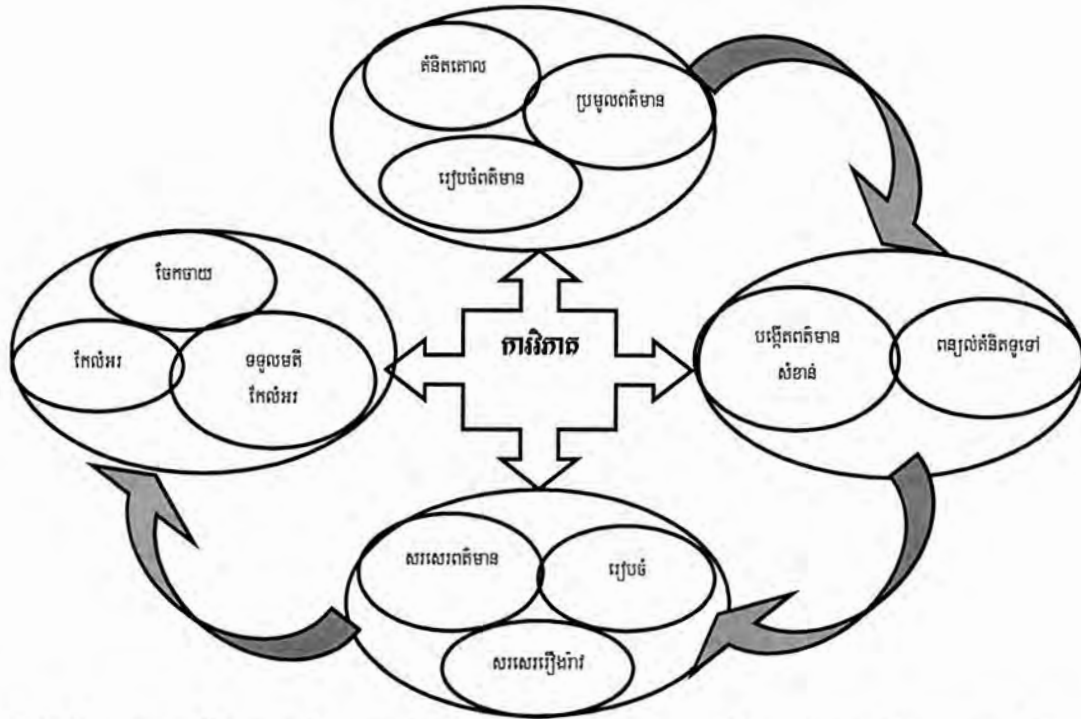 គំនិតគោល
ប្រមូលពត៌មាន
រៀបចំពត៌មាន
ចែកចាយ
កែលំអរ
ទទួលមតិ
កែលំអរ
ការវិភាគ
បង្កើតពត៌មាន
សំខាន់
ពន្យល់គំនិតទូទៅ
សរសេរពត៌មាន
រៀបចំ
សរសេររឿងរ៉ាវ